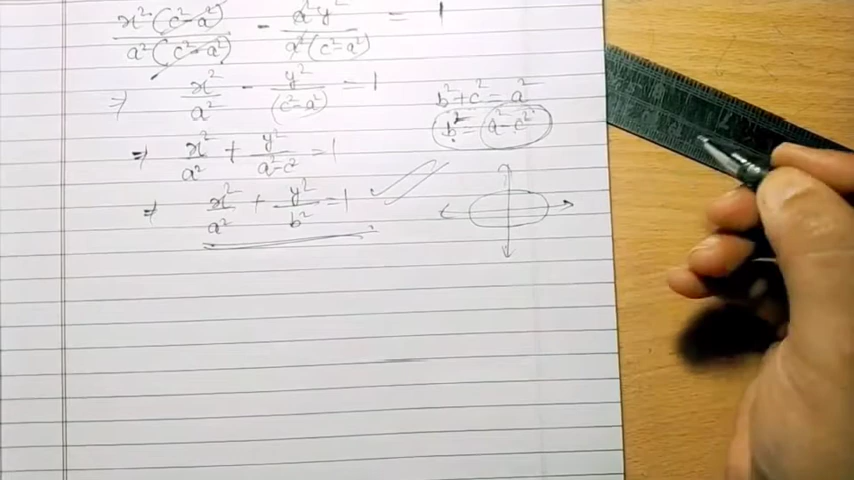 x²(c²-a²)/a²(c²-a²) - a²y²/a²(c²-a²) = 1
⇒ x²/a² - y²/(c²-a²) = 1
b²+c² = a²
b² = a²-c²
⇒ x²/a² + y²/a²-c² = 1
⇒ x²/a² + y²/b² = 1